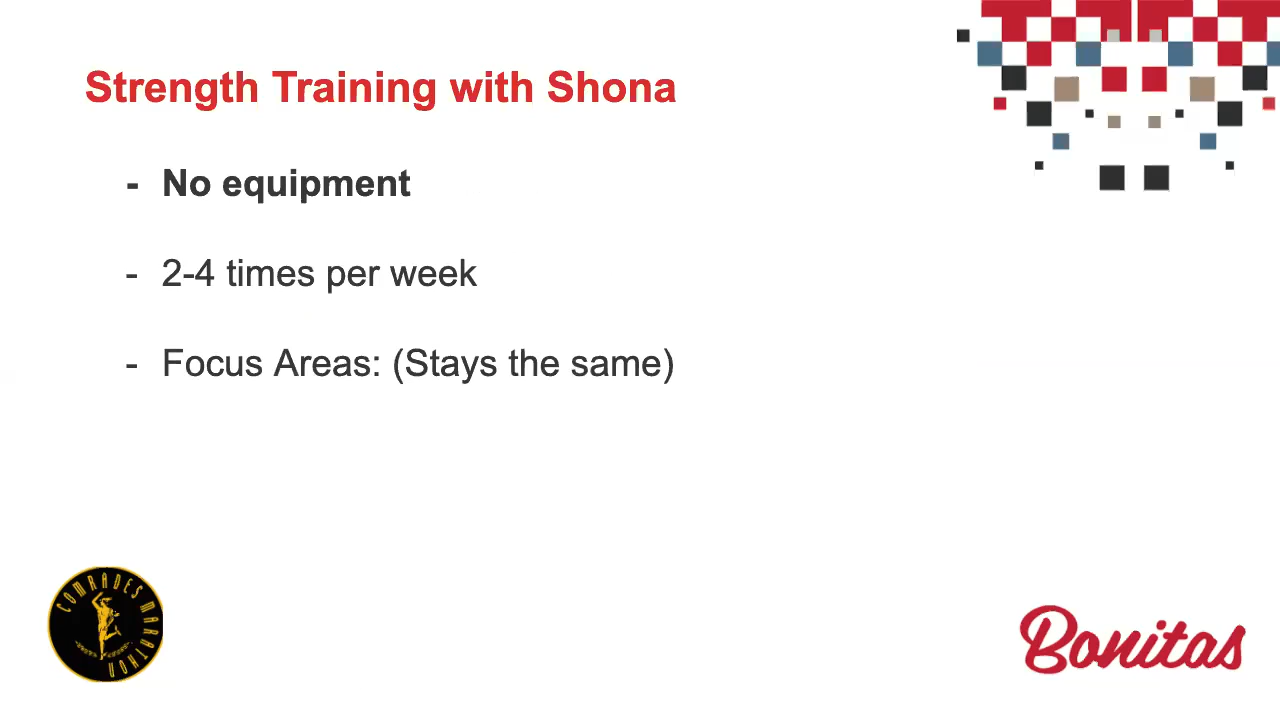 Strength Training with Shona
- No equipment
- 2-4 times per week
- Focus Areas: (Stays the same)
COMRADES MARATHON
Bonitas